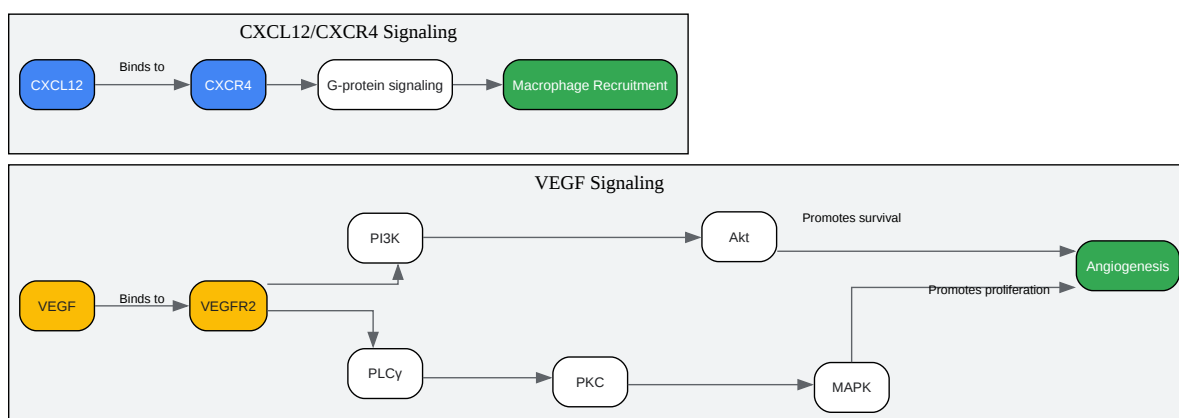 CXCL12/CXCR4 Signaling
CXCL12
Binds to
CXCR4
G-protein signaling
Macrophage Recruitment
VEGF Signaling
VEGF
Binds to
VEGFR2
PI3K
Akt
Promotes survival
PLCγ
PKC
MAPK
Promotes proliferation
Angiogenesis